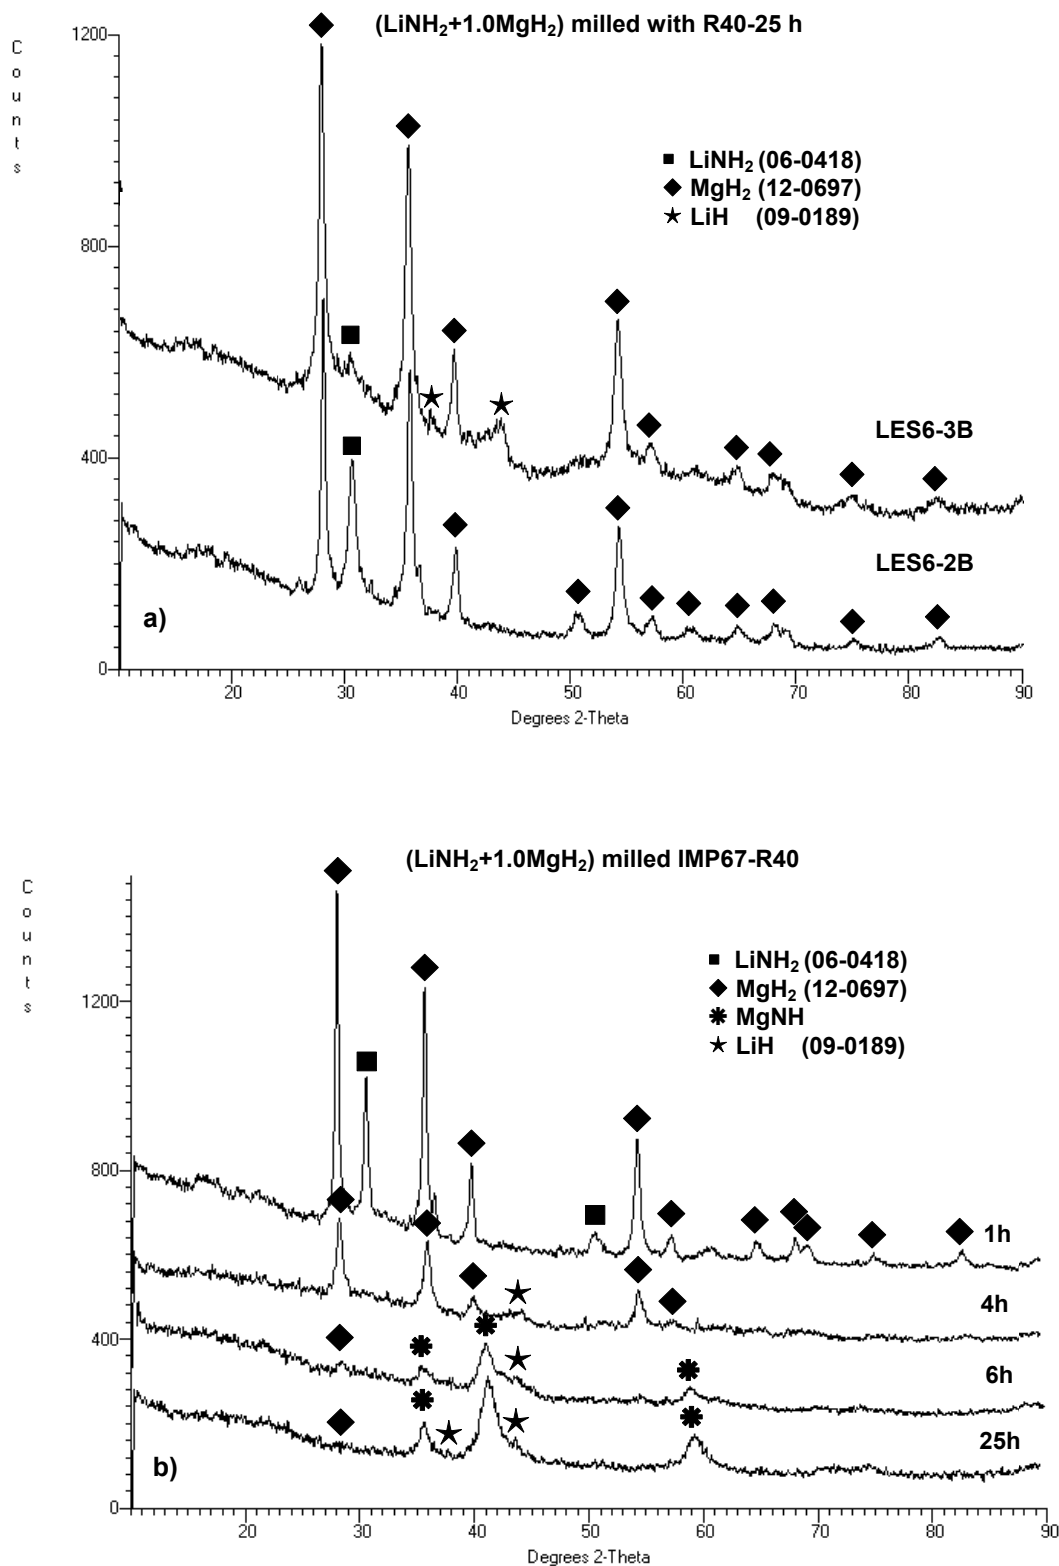 (LiNH₂+1.0MgH₂) milled with R40-25 h
Counts
1200
800
400
0
■ LiNH₂ (06-0418)
◆ MgH₂ (12-0697)
★ LiH (09-0189)
LES6-3B
LES6-2B
a)
20 30 40 50 60 70 80 90
Degrees 2-Theta
(LiNH₂+1.0MgH₂) milled IMP67-R40
Counts
1200
800
400
0
■ LiNH₂ (06-0418)
◆ MgH₂ (12-0697)
✱ MgNH
★ LiH (09-0189)
1h
4h
6h
25h
b)
20 30 40 50 60 70 80 90
Degrees 2-Theta